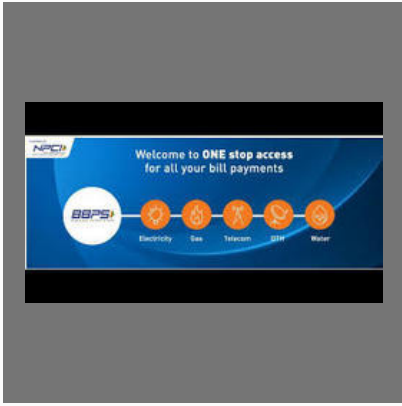 NPCI
Welcome to ONE stop access
for all your bill payments
BBPS
Electricity Gas Telecom DTH Water